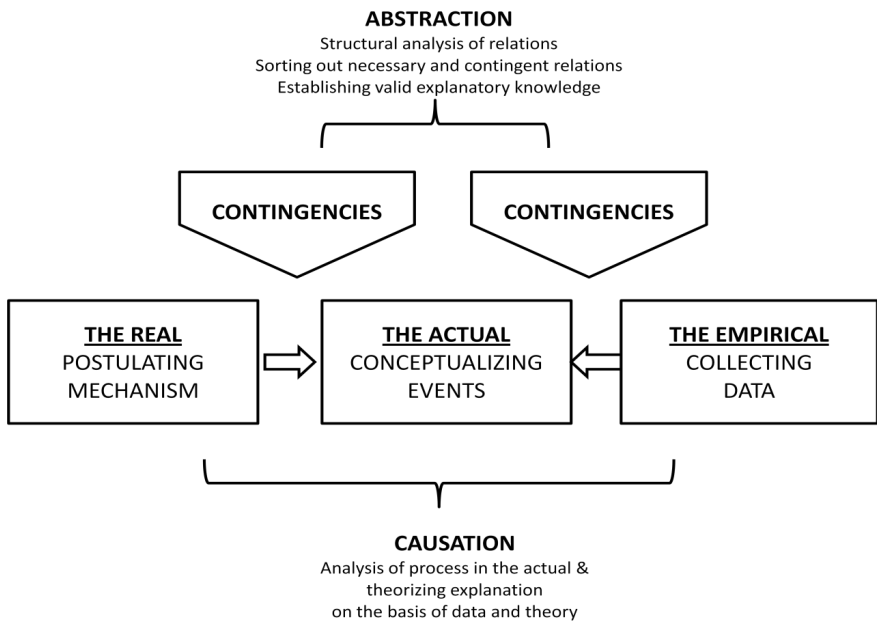 ABSTRACTION
Structural analysis of relations
Sorting out necessary and contingent relations
Establishing valid explanatory knowledge
CONTINGENCIES
CONTINGENCIES
THE REAL
POSTULATING
MECHANISM
THE ACTUAL
CONCEPTUALIZING
EVENTS
THE EMPIRICAL
COLLECTING
DATA
CAUSATION
Analysis of process in the actual &
theorizing explanation
on the basis of data and theory